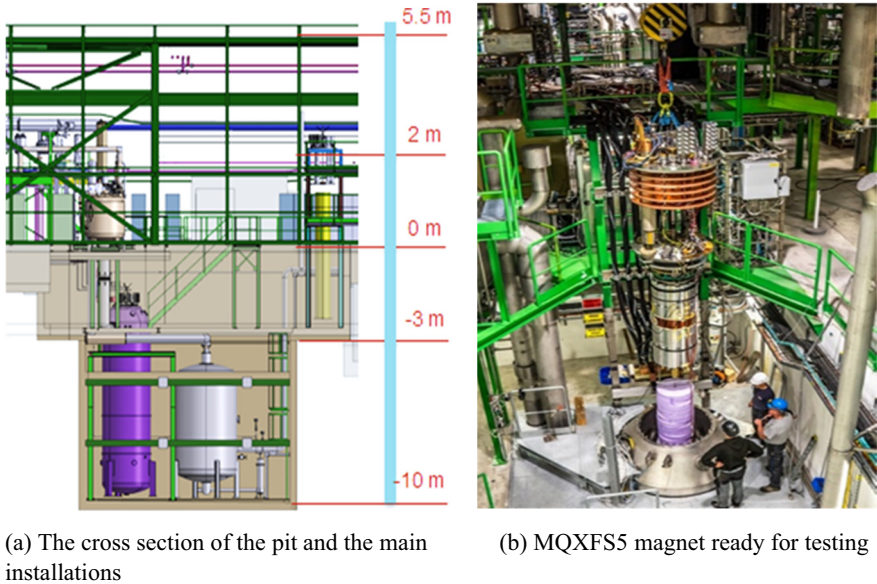 5.5 m
2 m
0 m
-3 m
-10 m
(a) The cross section of the pit and the main
installations
(b) MQXFS5 magnet ready for testing